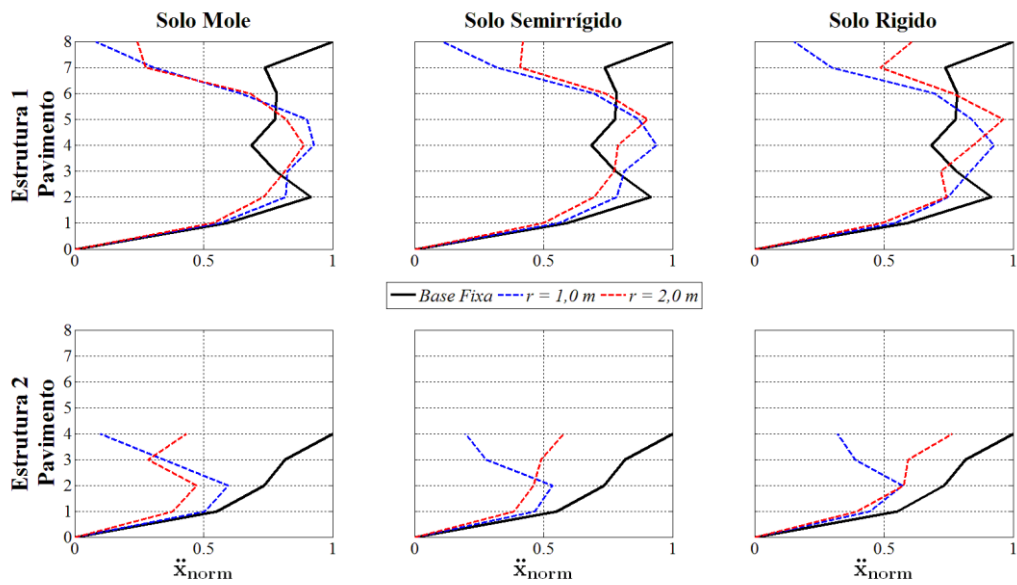 Solo Mole
Solo Semirrígido
Solo Rigido
Estrutura 1
Pavimento
8
7
6
5
4
3
2
1
0
0
0.5
1
0
0.5
1
0
0.5
1
Base Fixa
r = 1,0 m
r = 2,0 m
Estrutura 2
Pavimento
8
7
6
5
4
3
2
1
0
0
0.5
1
0
0.5
1
0
0.5
1
ẍnorm
ẍnorm
ẍnorm